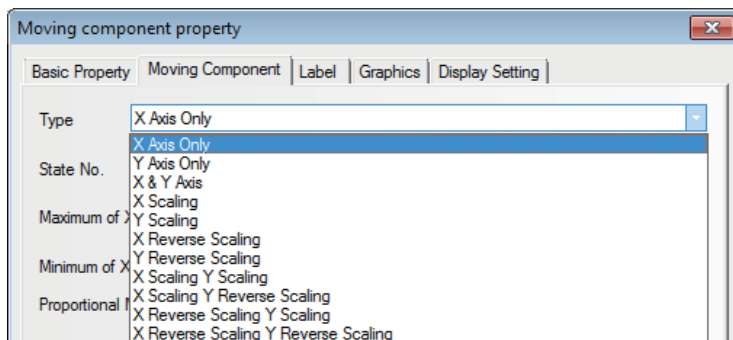 Moving component property
Basic Property Moving Component Label Graphics Display Setting
Type X Axis Only
X Axis Only
Y Axis Only
State No.
X & Y Axis
X Scaling
Maximum of X
Y Scaling
X Reverse Scaling
Y Reverse Scaling
Minimum of X
X Scaling Y Scaling
X Scaling Y Reverse Scaling
Proportional
X Reverse Scaling Y Scaling
X Reverse Scaling Y Reverse Scaling